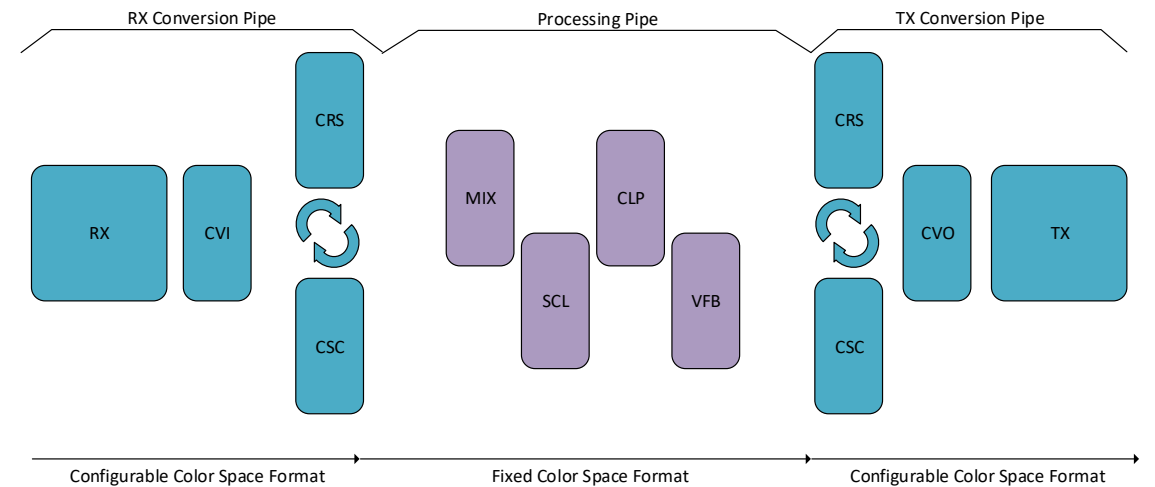 RX Conversion Pipe
Processing Pipe
TX Conversion Pipe
CRS
CRS
MIX
CLP
RX
CVI
CVO
TX
SCL
VFB
CSC
CSC
Configurable Color Space Format
Fixed Color Space Format
Configurable Color Space Format